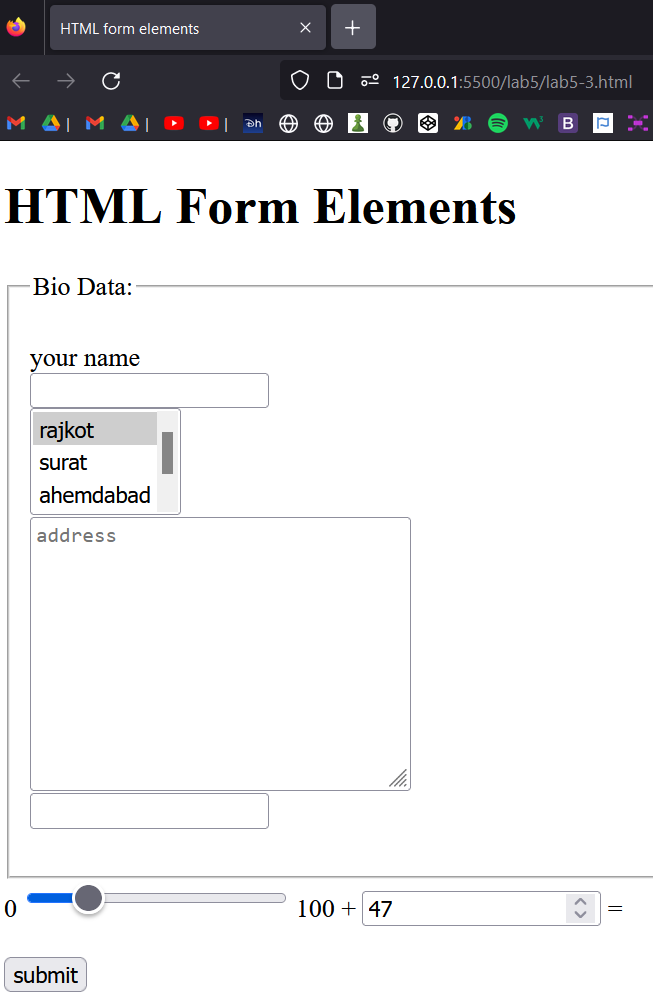 HTML form elements
127.0.0.1:5500/lab5/lab5-3.html
HTML Form Elements
Bio Data:
your name
rajkot
surat
ahemdabad
address
0 100 + 47 =
submit